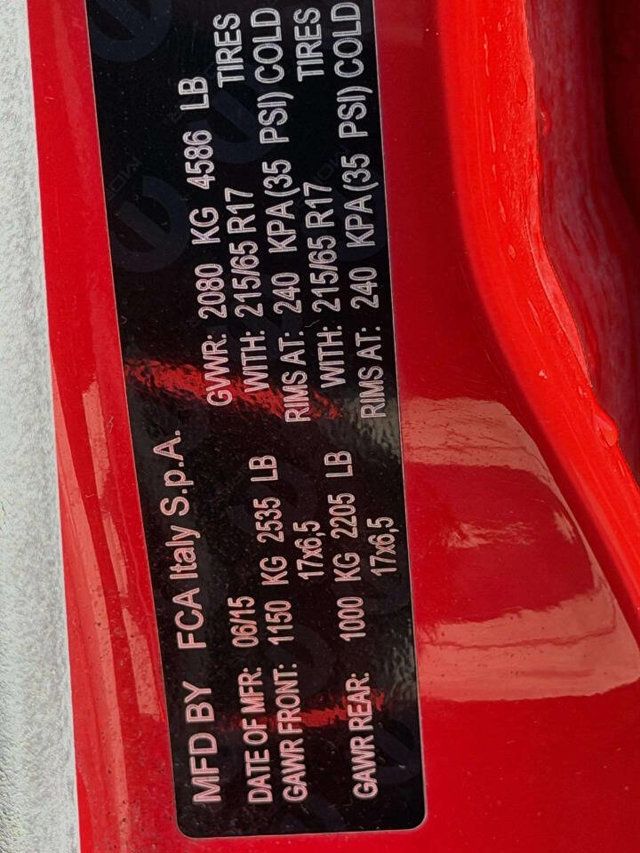 MFD BY FCA Italy S.p.A.
DATE OF MFR: 06/15 GVWR: 2080 KG 4586 LB
GAWR FRONT: 1150 KG 2535 LB WITH: 215/65 R17 TIRES
17x6,5 RIMS AT: 240 KPA(35 PSI) COLD
GAWR REAR: 1000 KG 2205 LB WITH: 215/65 R17 TIRES
17x6,5 RIMS AT: 240 KPA(35 PSI) COLD